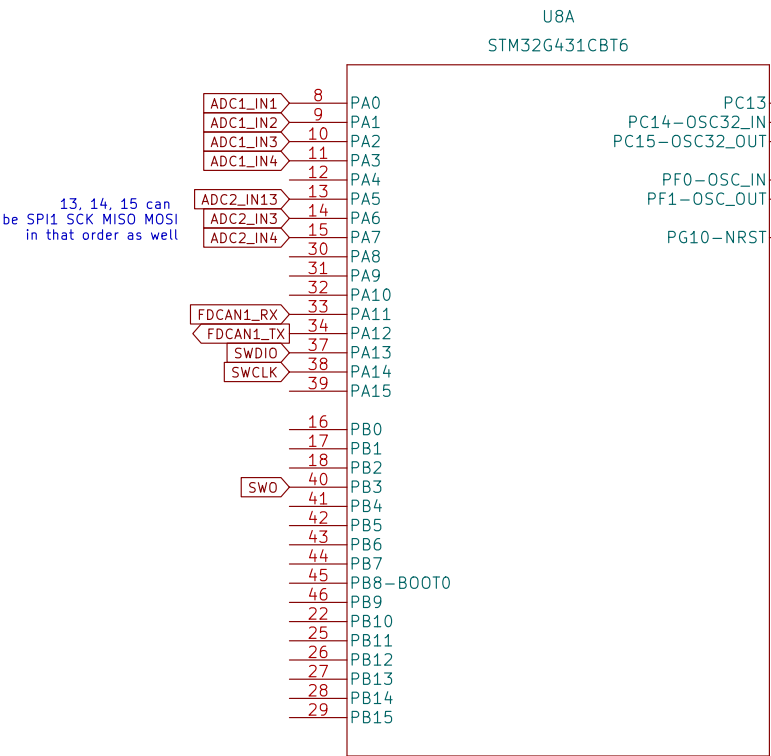 U8A
STM32G431CBT6
ADC1_IN1 8 PA0 PC13
ADC1_IN2 9 PA1 PC14-OSC32_IN
ADC1_IN3 10 PA2 PC15-OSC32_OUT
ADC1_IN4 11 PA3
12 PA4 PF0-OSC_IN
ADC2_IN13 13 PA5 PF1-OSC_OUT
ADC2_IN3 14 PA6
ADC2_IN4 15 PA7 PG10-NRST
13, 14, 15 can
be SPI1 SCK MISO MOSI
in that order as well
30 PA8
31 PA9
32 PA10
FDCAN1_RX 33 PA11
FDCAN1_TX 34 PA12
SWDIO 37 PA13
SWCLK 38 PA14
39 PA15
16 PB0
17 PB1
18 PB2
SWO 40 PB3
41 PB4
42 PB5
43 PB6
44 PB7
45 PB8-BOOT0
46 PB9
22 PB10
25 PB11
26 PB12
27 PB13
28 PB14
29 PB15